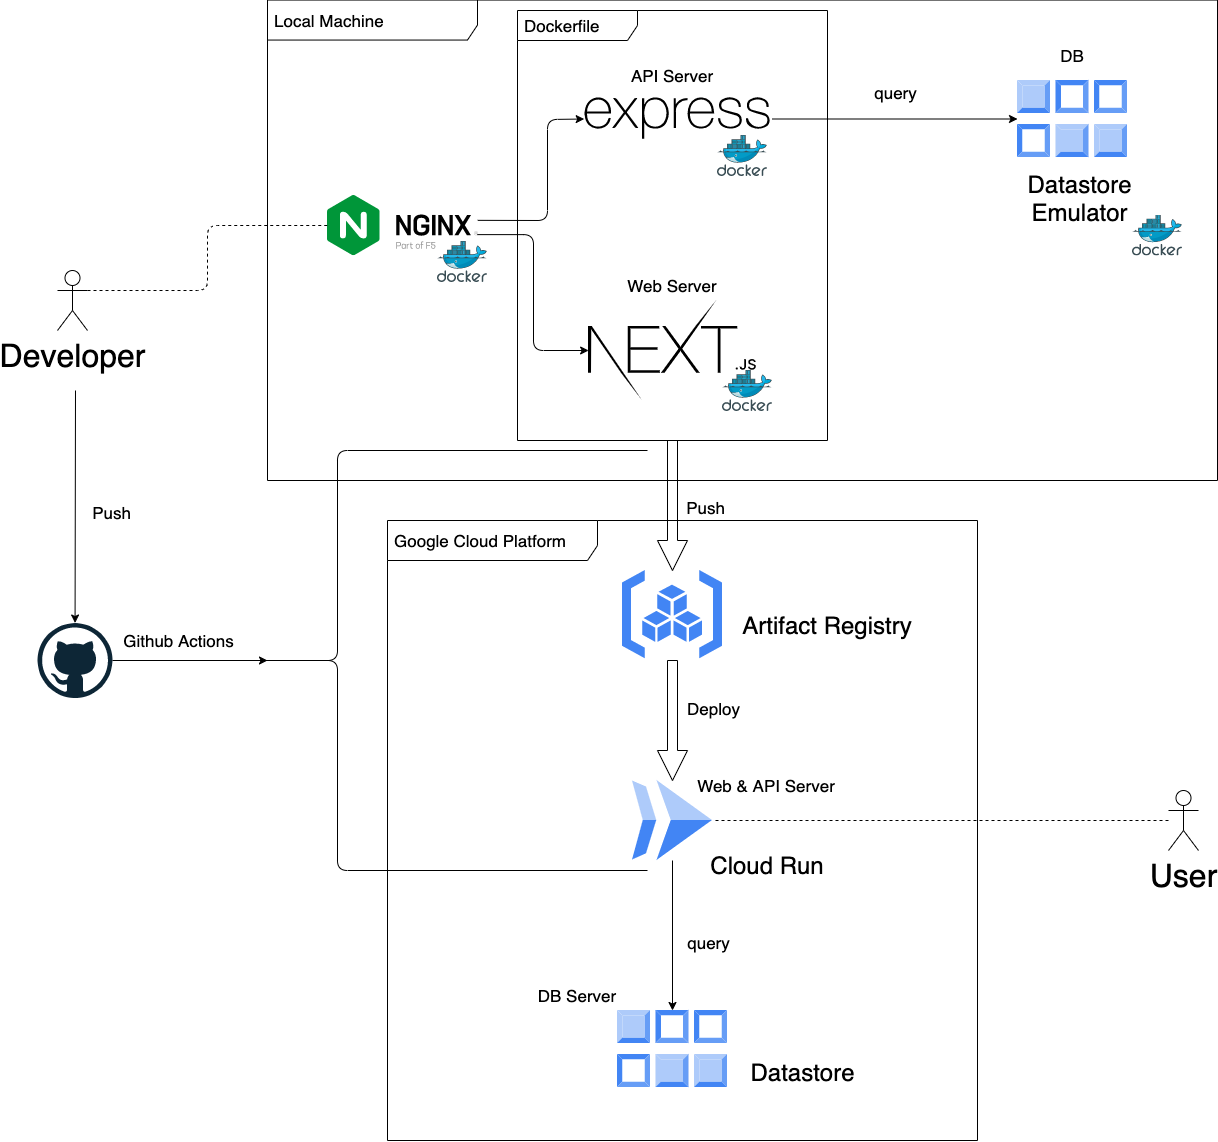 Local Machine
Dockerfile
API Server
express
docker
query
DB
Datastore
Emulator
docker
N
NGINX
Part of F5
docker
Web Server
NEXT
.JS
docker
Developer
Push
Push
Google Cloud Platform
Artifact Registry
Github Actions
Deploy
Web & API Server
Cloud Run
User
query
DB Server
Datastore